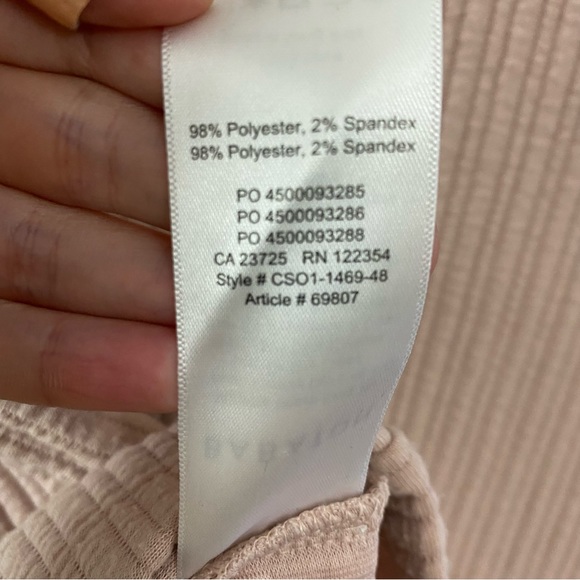 98% Polyester, 2% Spandex
98% Polyester, 2% Spandex
PO 4500093285
PO 4500093286
PO 4500093288
CA 23725 RN 122354
Style # CSO1-1469-48
Article # 69807